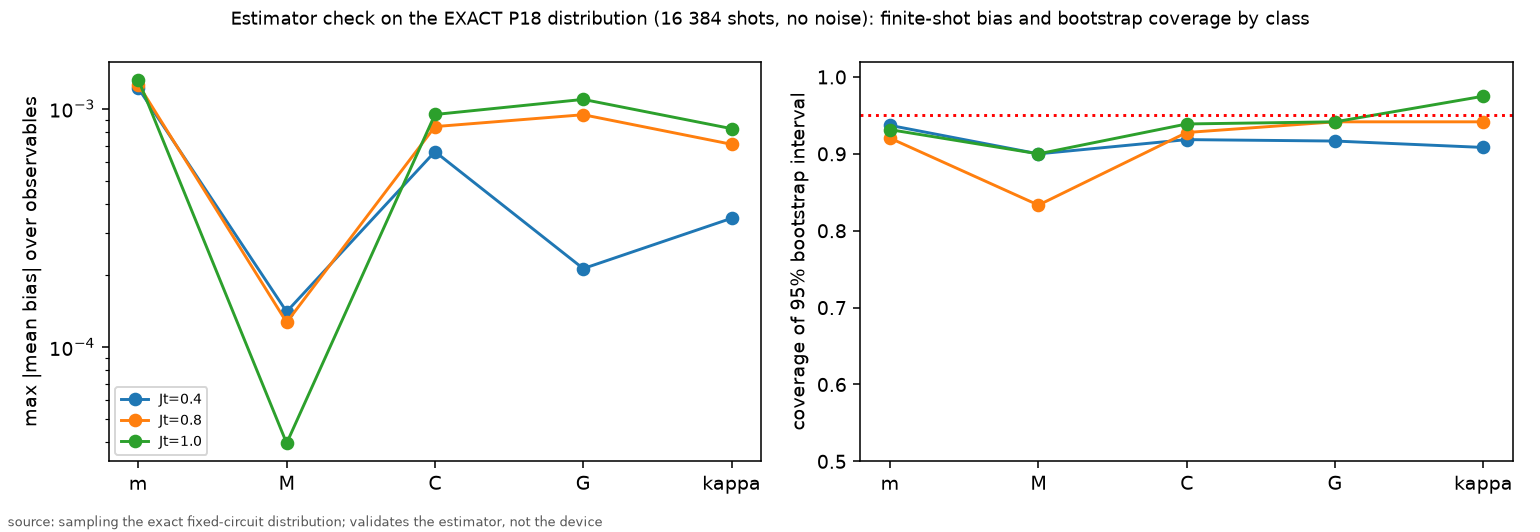 Estimator check on the EXACT P18 distribution (16 384 shots, no noise): finite-shot bias and bootstrap coverage by class
max |mean bias| over observables
10⁻³
10⁻⁴
Jt=0.4
Jt=0.8
Jt=1.0
m M C G kappa
coverage of 95% bootstrap interval
1.0
0.9
0.8
0.7
0.6
0.5
m M C G kappa
source: sampling the exact fixed-circuit distribution; validates the estimator, not the device